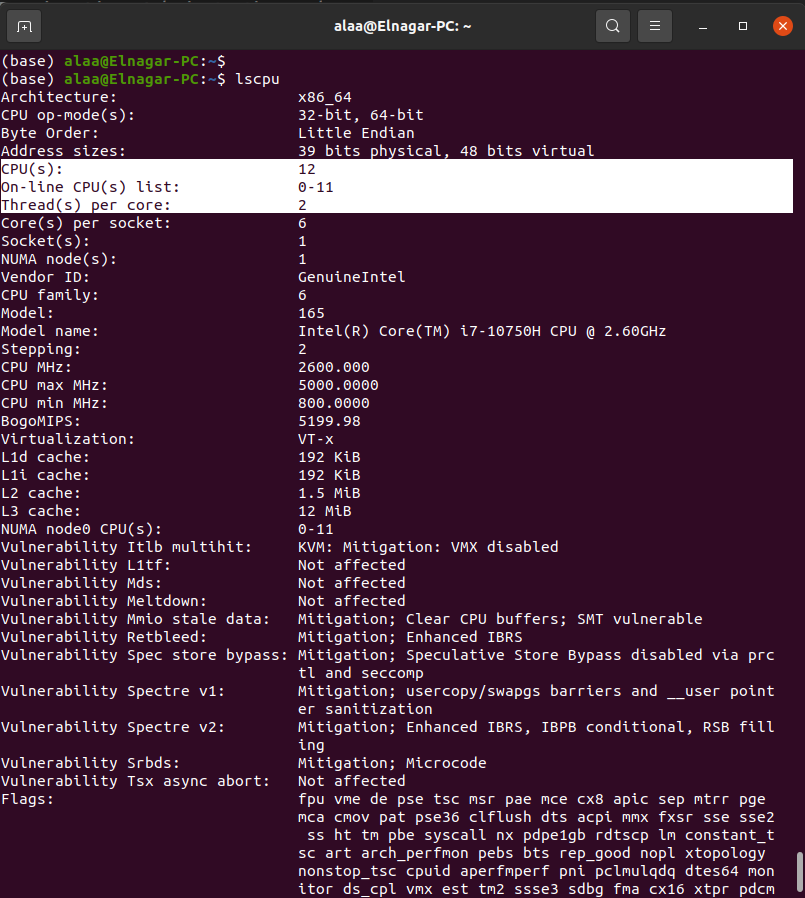 alaa@Elnagar-PC: ~
(base) alaa@Elnagar-PC:~$
(base) alaa@Elnagar-PC:~$ lscpu
Architecture:                    x86_64
CPU op-mode(s):                  32-bit, 64-bit
Byte Order:                      Little Endian
Address sizes:                   39 bits physical, 48 bits virtual
CPU(s):                          12
On-line CPU(s) list:             0-11
Thread(s) per core:              2
Core(s) per socket:              6
Socket(s):                       1
NUMA node(s):                    1
Vendor ID:                       GenuineIntel
CPU family:                      6
Model:                           165
Model name:                      Intel(R) Core(TM) i7-10750H CPU @ 2.60GHz
Stepping:                        2
CPU MHz:                         2600.000
CPU max MHz:                     5000.0000
CPU min MHz:                     800.0000
BogoMIPS:                        5199.98
Virtualization:                  VT-x
L1d cache:                       192 KiB
L1i cache:                       192 KiB
L2 cache:                        1.5 MiB
L3 cache:                        12 MiB
NUMA node0 CPU(s):               0-11
Vulnerability Itlb multihit:     KVM: Mitigation: VMX disabled
Vulnerability L1tf:              Not affected
Vulnerability Mds:               Not affected
Vulnerability Meltdown:          Not affected
Vulnerability Mmio stale data:   Mitigation; Clear CPU buffers; SMT vulnerable
Vulnerability Retbleed:          Mitigation; Enhanced IBRS
Vulnerability Spec store bypass: Mitigation; Speculative Store Bypass disabled via prc
tl and seccomp
Vulnerability Spectre v1:        Mitigation; usercopy/swapgs barriers and __user point
er sanitization
Vulnerability Spectre v2:        Mitigation; Enhanced IBRS, IBPB conditional, RSB fill
ing
Vulnerability Srbds:             Mitigation; Microcode
Vulnerability Tsx async abort:   Not affected
Flags:                           fpu vme de pse tsc msr pae mce cx8 apic sep mtrr pge
mca cmov pat pse36 clflush dts acpi mmx fxsr sse sse2
ss ht tm pbe syscall nx pdpe1gb rdtscp lm constant_t
sc art arch_perfmon pebs bts rep_good nopl xtopology
nonstop_tsc cpuid aperfmperf pni pclmulqdq dtes64 mon
itor ds_cpl vmx est tm2 ssse3 sdbg fma cx16 xtpr pdcm